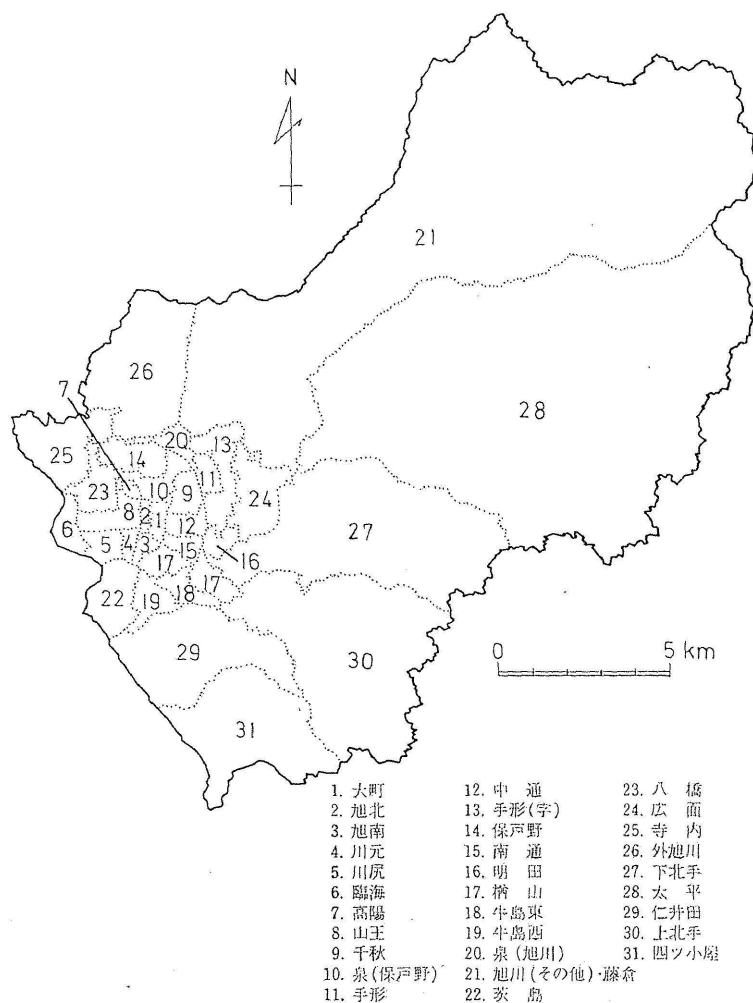 N
21
26
7
28
20
13
25
14
11
23
10
9
24
8
2
1
12
27
6
5
4
3
15
16
17
17
22
19
18
29
30
0 5 km
31
1. 大町
2. 旭北
3. 旭南
4. 川元
5. 川尻
6. 臨海
7. 高陽
8. 山王
9. 千秋
10. 泉(保戸野)
11. 手形
12. 中 通
13. 手形(字)
14. 保戸野
15. 南 通
16. 明 田
17. 楢 山
18. 牛島東
19. 牛島西
20. 泉(旭川)
21. 旭川(その他)・藤倉
22. 茨 島
23. 八 橋
24. 広 面
25. 寺 内
26. 外旭川
27. 下北手
28. 太 平
29. 仁井田
30. 上北手
31. 四ツ小屋